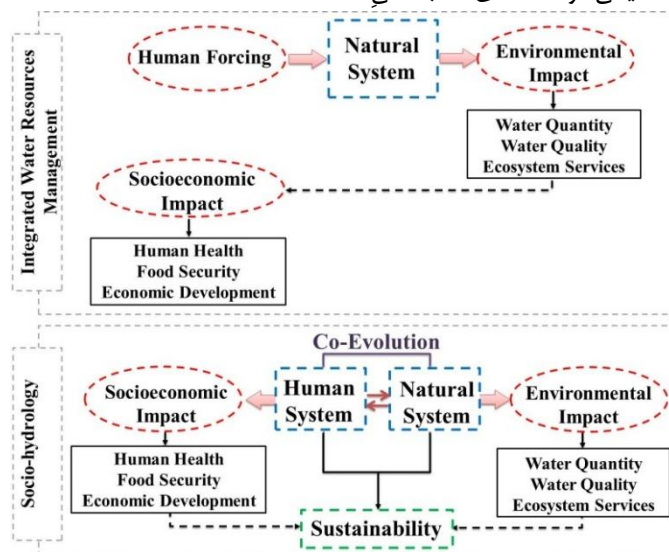 Integrated Water Resources
Management
Human Forcing
Natural
System
Environmental
Impact
Water Quantity
Water Quality
Ecosystem Services
Socioeconomic
Impact
Human Health
Food Security
Economic Development
Socio-hydrology
Co-Evolution
Socioeconomic
Impact
Human
System
Natural
System
Environmental
Impact
Human Health
Food Security
Economic Development
Water Quantity
Water Quality
Ecosystem Services
Sustainability